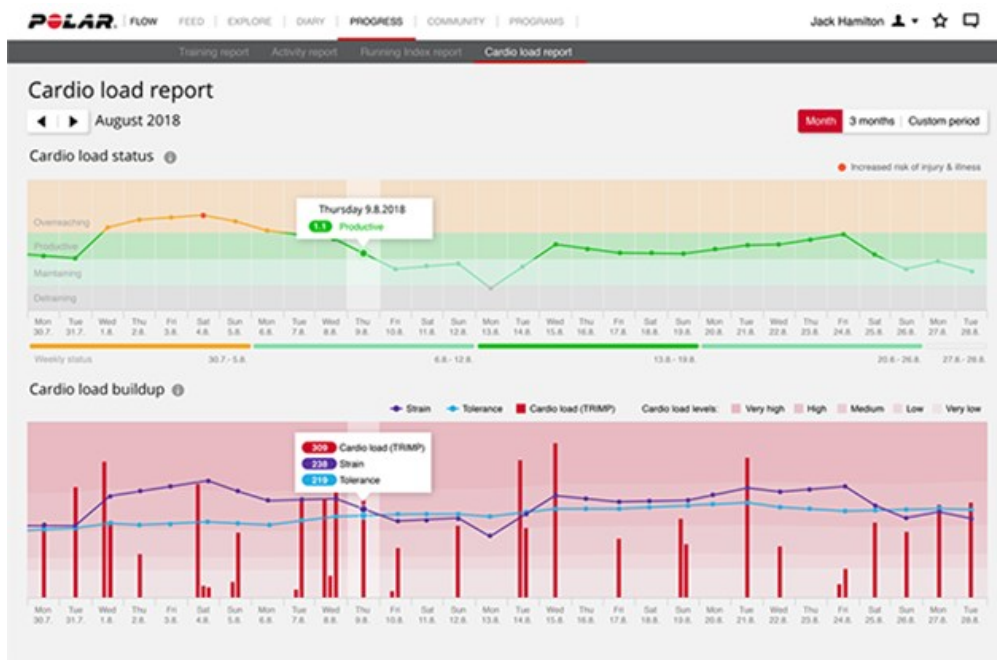 POLAR. FLOW FEED EXPLORE DIARY PROGRESS COMMUNITY PROGRAMS Jack Hamilton
Training report Activity report Running Index report Cardio load report
Cardio load report
August 2018 Month 3 months Custom period
Cardio load status
Increased risk of injury & illness
Thursday 9.8.2018
1.1 Productive
Overreaching
Productive
Maintaining
Detraining
Mon Tue Wed Thu Fri Sat Sun Mon Tue Wed Thu Fri Sat Sun Mon Tue Wed Thu Fri Sat Sun Mon Tue Wed Thu Fri Sat Sun Mon Tue
30.7. 31.7. 1.8. 2.8. 3.8. 4.8. 5.8. 6.8. 7.8. 8.8. 9.8. 10.8. 11.8. 12.8. 13.8. 14.8. 15.8. 16.8. 17.8. 18.8. 19.8. 20.8. 21.8. 22.8. 23.8. 24.8. 25.8. 26.8. 27.8. 28.8.
Weekly status 30.7.- 5.8. 6.8.- 12.8. 13.8.- 19.8. 20.8.- 26.8. 27.8.- 28.8.
Cardio load buildup
Strain Tolerance Cardio load (TRIMP) Cardio load levels: Very high High Medium Low Very low
309 Cardio load (TRIMP)
238 Strain
219 Tolerance
Mon Tue Wed Thu Fri Sat Sun Mon Tue Wed Thu Fri Sat Sun Mon Tue Wed Thu Fri Sat Sun Mon Tue Wed Thu Fri Sat Sun Mon Tue
30.7. 31.7. 1.8. 2.8. 3.8. 4.8. 5.8. 6.8. 7.8. 8.8. 9.8. 10.8. 11.8. 12.8. 13.8. 14.8. 15.8. 16.8. 17.8. 18.8. 19.8. 20.8. 21.8. 22.8. 23.8. 24.8. 25.8. 26.8. 27.8. 28.8.